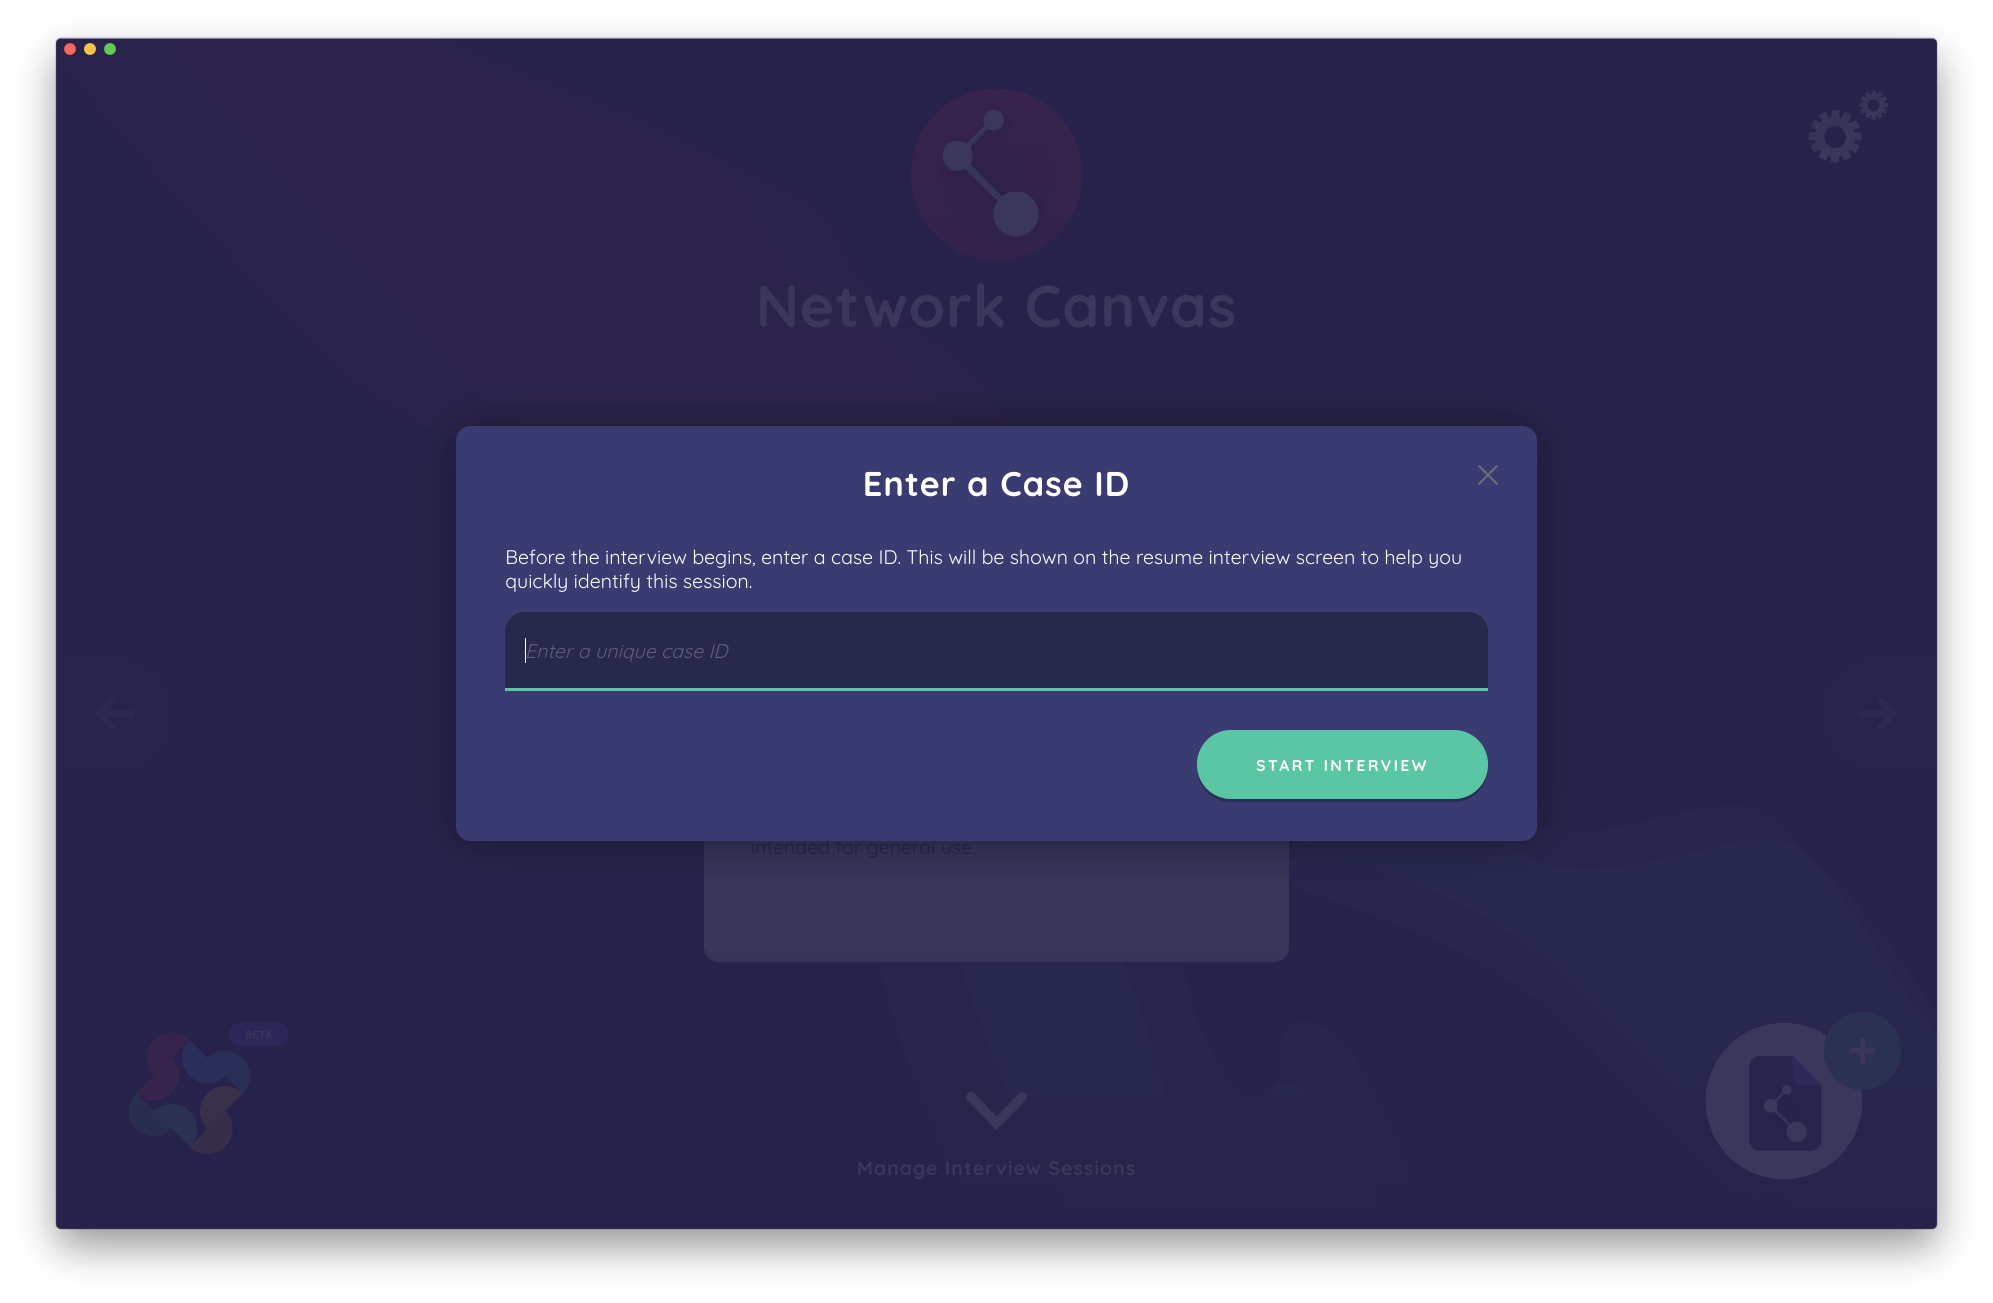 Network Canvas
Enter a Case ID
Before the interview begins, enter a case ID. This will be shown on the resume interview screen to help you
quickly identify this session.
Enter a unique case ID
START INTERVIEW
intended for general use.
BETA
Manage Interview Sessions